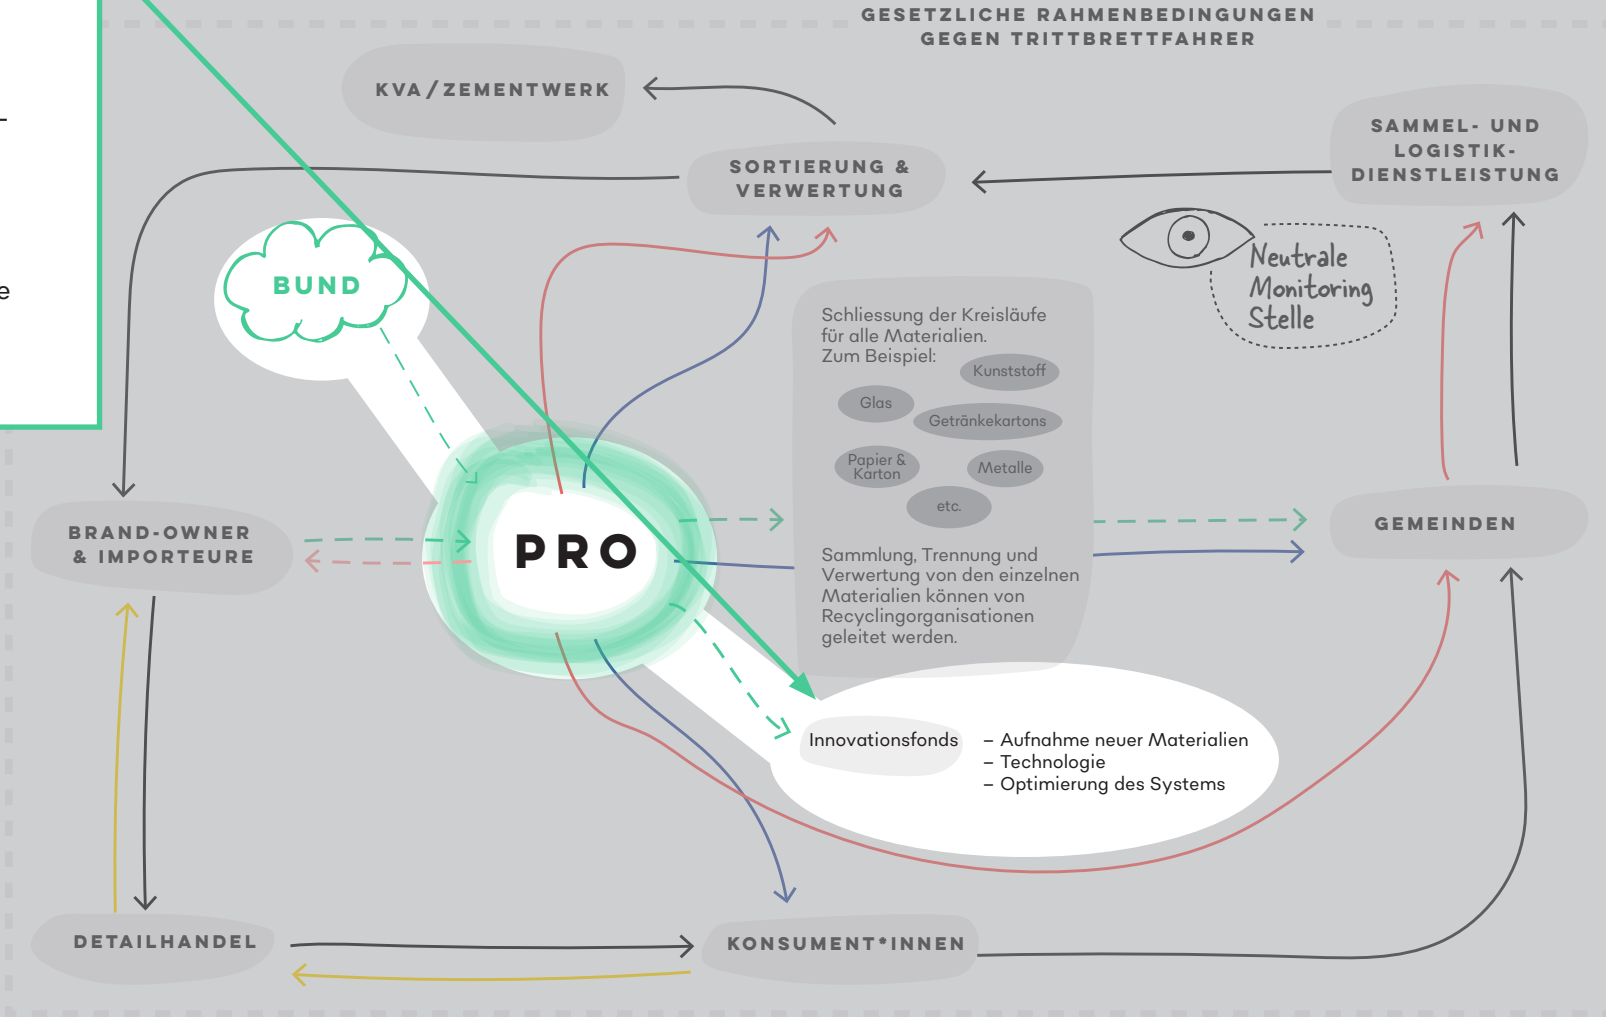 GESETZLICHE RAHMENBEDINGUNGEN
GEGEN TRITTBRETTFAHRER
KVA/ZEMENTWERK
SAMMEL- UND
LOGISTIK-
DIENSTLEISTUNG
SORTIERUNG &
VERWERTUNG
Neutrale
Monitoring
Stelle
BUND
e
Schliessung der Kreisläufe
für alle Materialien.
Zum Beispiel:
Kunststoff
Glas
Getränkekartons
Papier &
Karton
Metalle
etc.
BRAND-OWNER
& IMPORTEURE
PRO
GEMEINDEN
Sammlung, Trennung und
Verwertung von den einzelnen
Materialien können von
Recyclingorganisationen
geleitet werden.
Innovationsfonds
– Aufnahme neuer Materialien
– Technologie
– Optimierung des Systems
DETAILHANDEL
KONSUMENT*INNEN